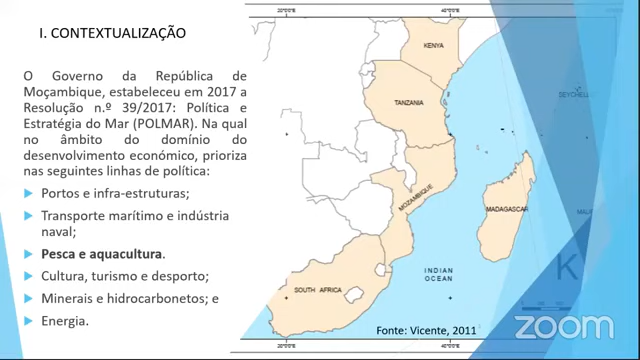 I. CONTEXTUALIZAÇÃO
O Governo da República de
Moçambique, estabeleceu em 2017 a
Resolução n.º 39/2017: Política e
Estratégia do Mar (POLMAR). Na qual
no âmbito do domínio do
desenvolvimento económico, prioriza
nas seguintes linhas de política:
Portos e infra-estruturas;
Transporte marítimo e indústria
naval;
Pesca e aquacultura.
Cultura, turismo e desporto;
Minerais e hidrocarbonetos; e
Energia.
20°0'0"E
40°0'0"E
KENYA
TANZANIA
SEYCHELL
MOZAMBIQUE
MADAGASCAR
MAU
INDIAN
OCEAN
SOUTH AFRICA
K
Fonte: Vicente, 2011
20°0'0"E
40°0'0"E
zoom